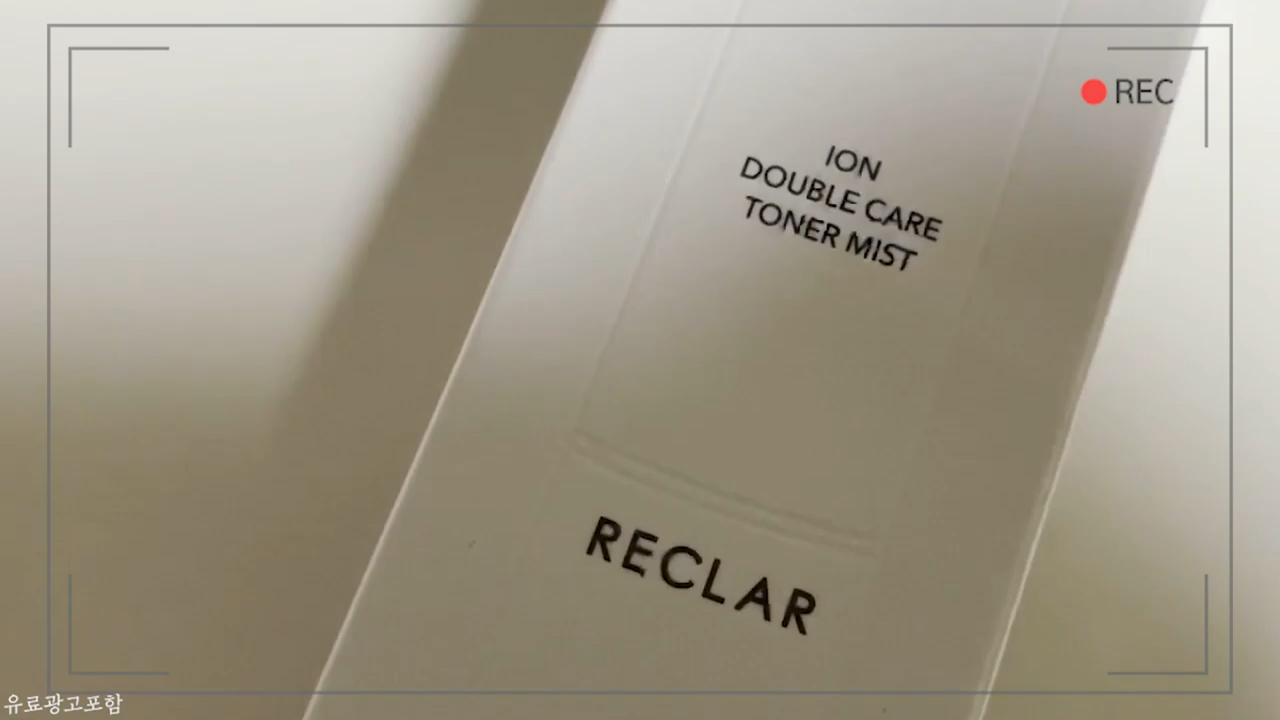 REC
ION
DOUBLE CARE
TONER MIST
RECLAR
유료광고포함